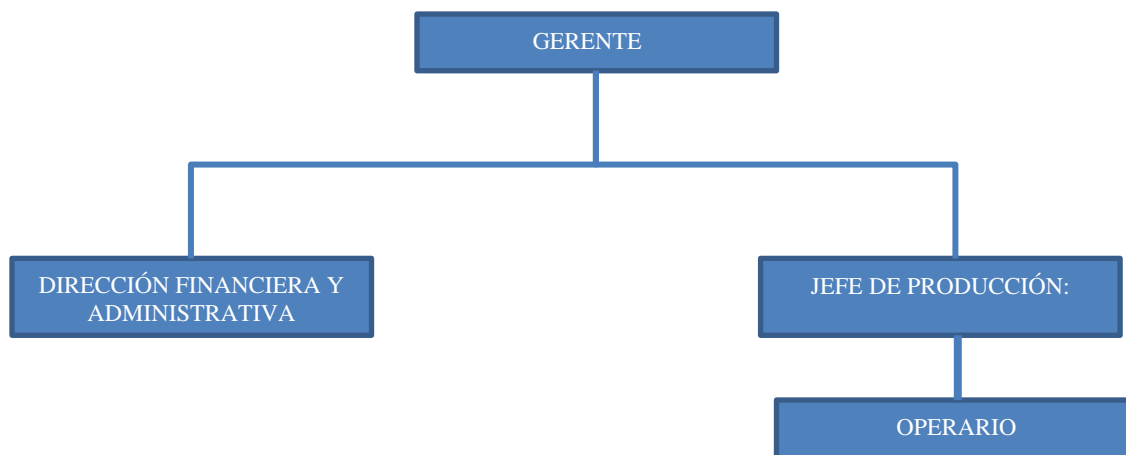 GERENTE
DIRECCIÓN FINANCIERA Y
ADMINISTRATIVA
JEFE DE PRODUCCIÓN:
OPERARIO